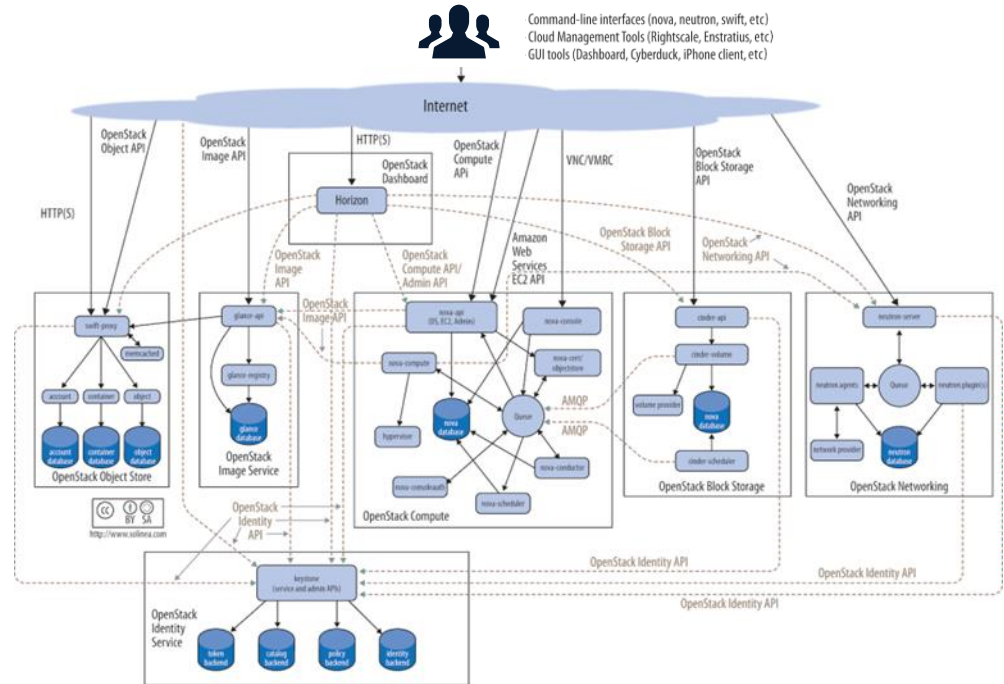 Command-line interfaces (nova, neutron, swift, etc)
Cloud Management Tools (Rightscale, Enstratius, etc)
GUI tools (Dashboard, Cyberduck, iPhone client, etc)
Internet
OpenStack
Object API
OpenStack
Image API
HTTP(S)
OpenStack
Dashboard
OpenStack
Compute
APi
VNC/VMRC
OpenStack
Block Storage
API
OpenStack
Networking
API
HTTP(S)
Horizon
OpenStack
Image
API
OpenStack
Compute API/
Admin API
Amazon
Web
Services
EC2 API
OpenStack Block
Storage API
OpenStack
Networking API
OpenStack
Image API
swift-proxy
memcached
account
container
object
account
database
container
database
object
database
OpenStack Object Store
glance-api
glance-registry
glance
database
OpenStack
Image Service
nova-api
(OS, EC2, Admin)
nova-console
nova-compute
nova-cert/
objectstore
hypervisor
nova
database
Queue
nova-conductor
nova-consoleauth
nova-scheduler
OpenStack Compute
AMQP
AMQP
cinder-api
cinder-volume
volume provider
nova
database
cinder-scheduler
OpenStack Block Storage
neutron-server
neutron agents
Queue
neutron plugin(s)
network provider
neutron
database
OpenStack Networking
CC
BY SA
http://www.solinea.com
OpenStack
Identity
API
OpenStack Identity API
OpenStack Identity API
OpenStack Identity API
keystone
(service and admin APIs)
OpenStack
Identity
Service
token
backend
catalog
backend
policy
backend
identity
backend